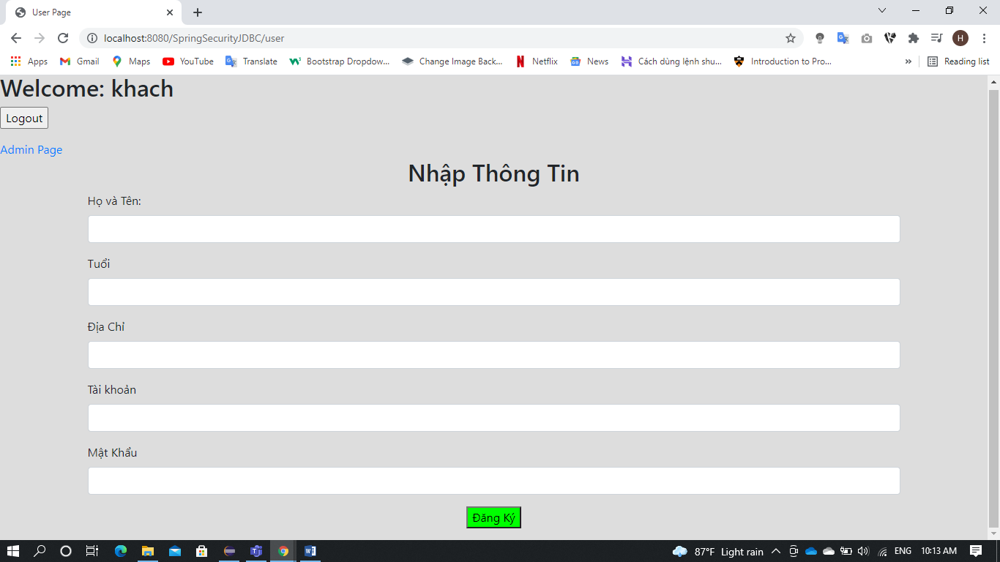 User Page
localhost:8080/SpringSecurityJDBC/user
H
Apps Gmail Maps YouTube Translate Bootstrap Dropdow... Change Image Back... Netflix News Cách dùng lệnh shu... Introduction to Pro... » Reading list
Welcome: khach
Logout
Admin Page
Nhập Thông Tin
Họ và Tên:
Tuổi
Địa Chỉ
Tài khoản
Mật Khẩu
Đăng Ký
87°F Light rain ENG 10:13 AM